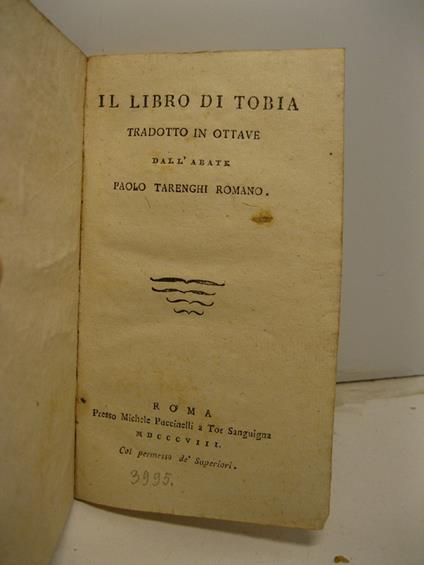 IL LIBRO DI TOBIA
TRADOTTO IN OTTAVE
DALL'ABATE
PAOLO TARENGHI ROMANO.
ROMA
Presso Michele Puccinelli a Tor Sanguigna
MDCCCVIII.
Col permesso de' Superiori.
3995.